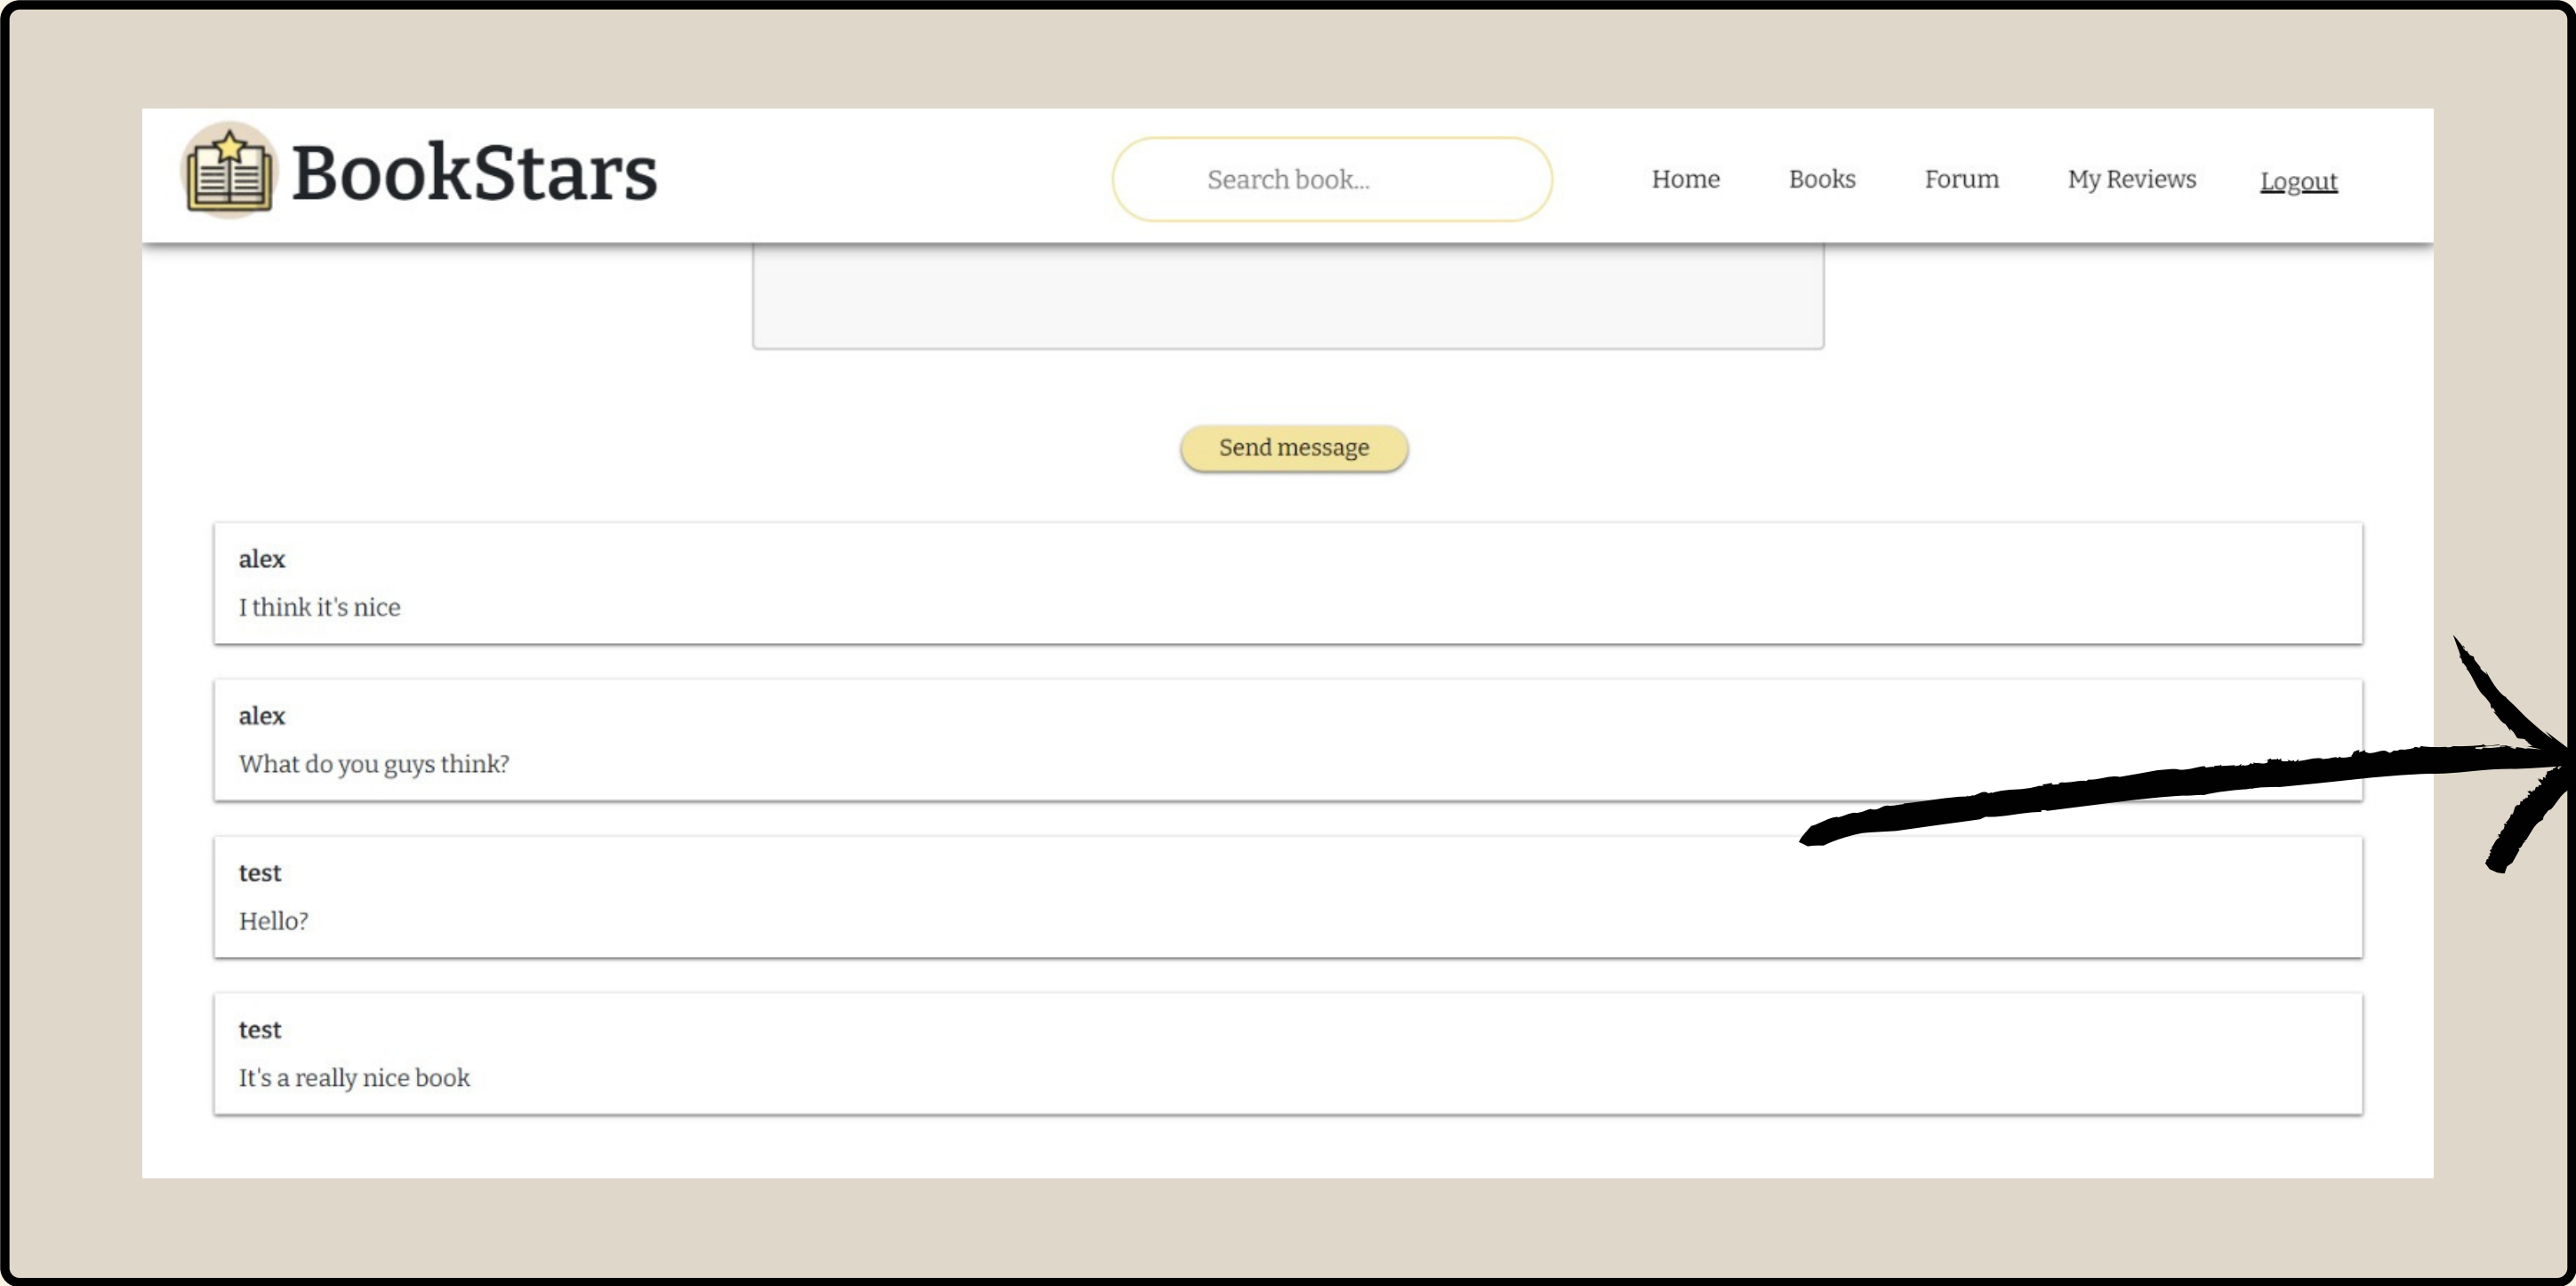 BookStars
Search book...
Home Books Forum My Reviews Logout
Send message
alex
I think it's nice
alex
What do you guys think?
test
Hello?
test
It's a really nice book